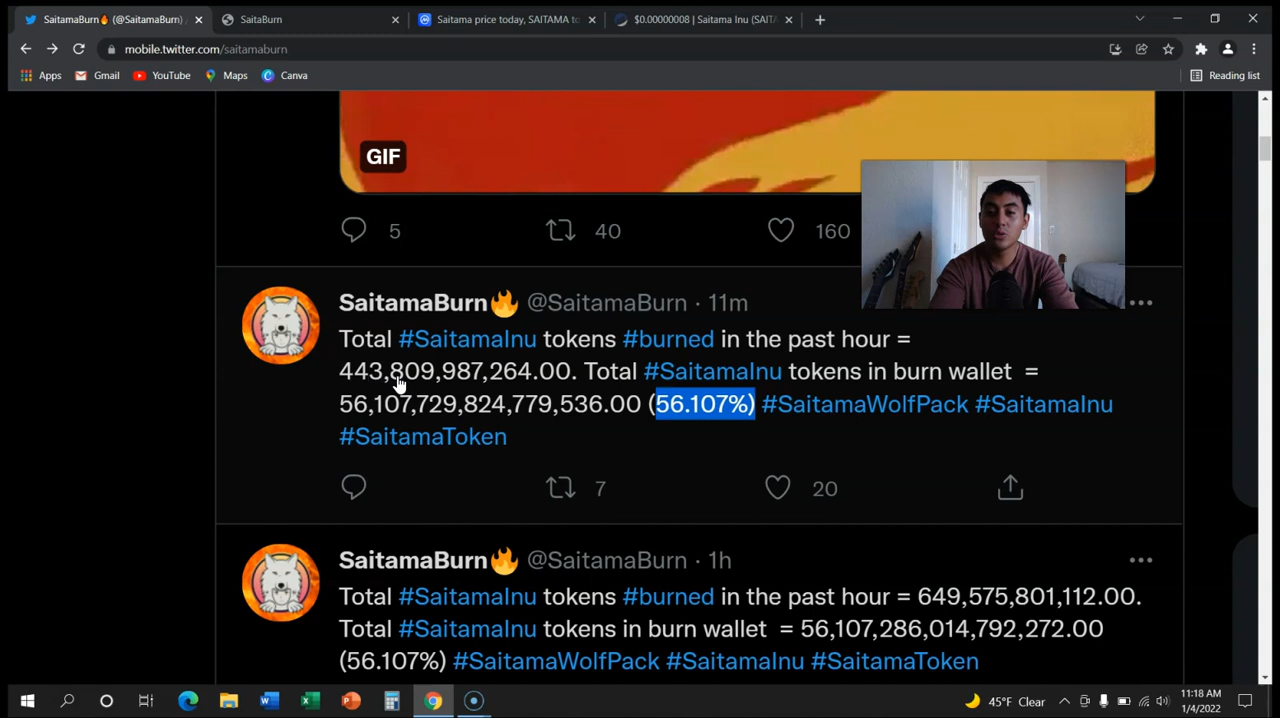 SaitamaBurn🔥 (@SaitamaBurn)
SaitaBurn
Saitama price today, SAITAMA to
$0.00000008 | Saitama Inu (SAIT
mobile.twitter.com/saitamaburn
Apps Gmail YouTube Maps Canva Reading list
GIF
5 40 160
SaitamaBurn🔥 @SaitamaBurn · 11m
Total #SaitamaInu tokens #burned in the past hour =
443,809,987,264.00. Total #SaitamaInu tokens in burn wallet =
56,107,729,824,779,536.00 (56.107%) #SaitamaWolfPack #SaitamaInu
#SaitamaToken
7 20
SaitamaBurn🔥 @SaitamaBurn · 1h
Total #SaitamaInu tokens #burned in the past hour = 649,575,801,112.00.
Total #SaitamaInu tokens in burn wallet = 56,107,286,014,792,272.00
(56.107%) #SaitamaWolfPack #SaitamaInu #SaitamaToken
45°F Clear
11:18 AM
1/4/2022